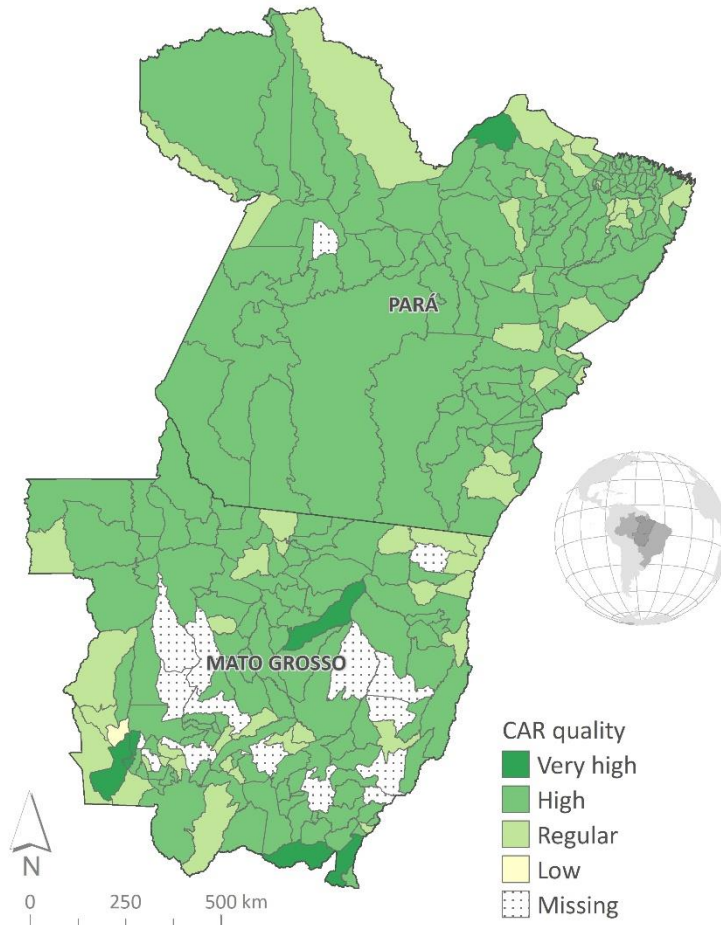 PARÁ
MATO GROSSO
CAR quality
Very high
High
Regular
Low
Missing
N
0 250 500 km